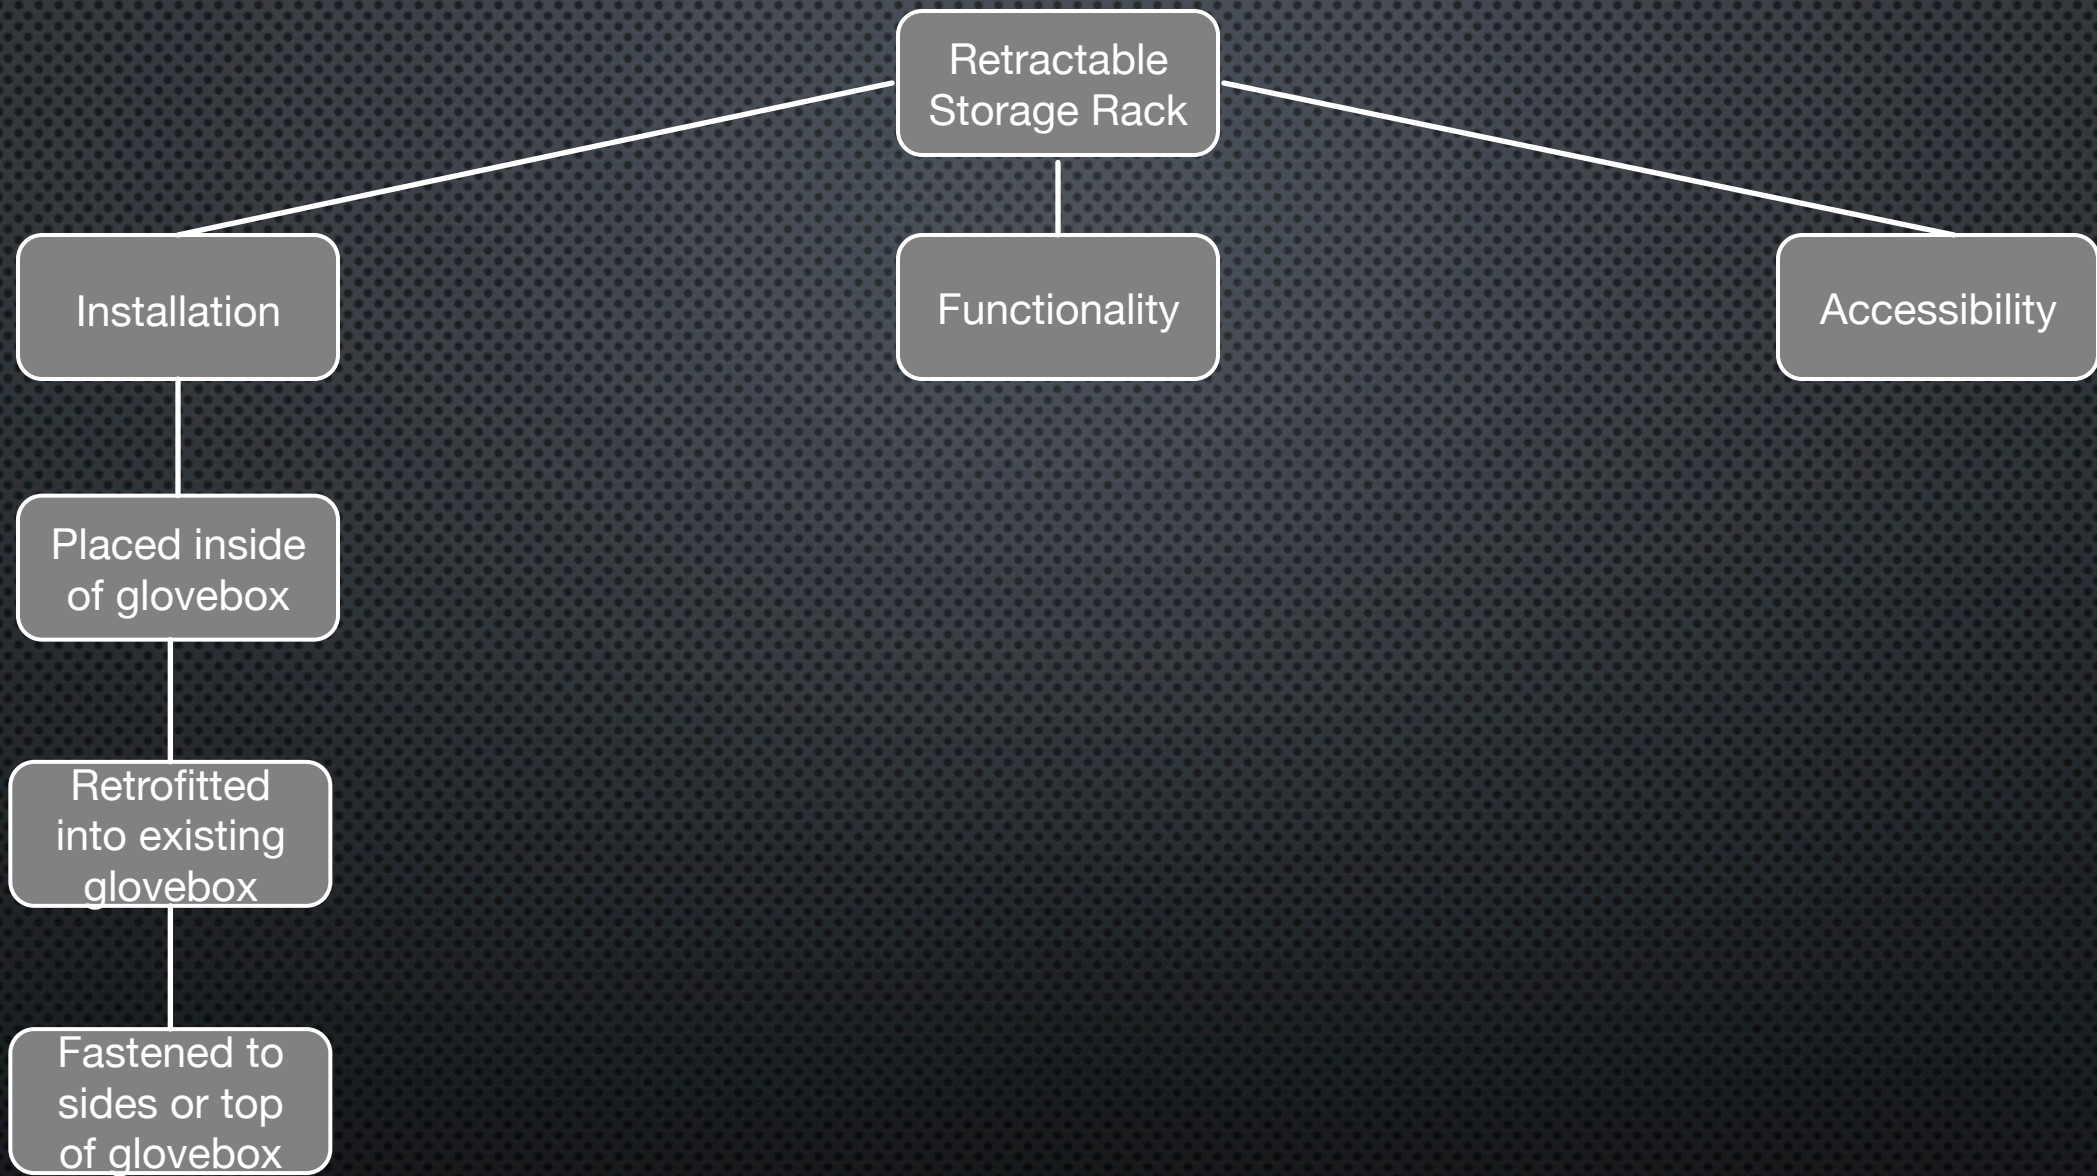 Retractable
Storage Rack
Installation
Functionality
Accessibility
Placed inside
of glovebox
Retrofitted
into existing
glovebox
Fastened to
sides or top
of glovebox